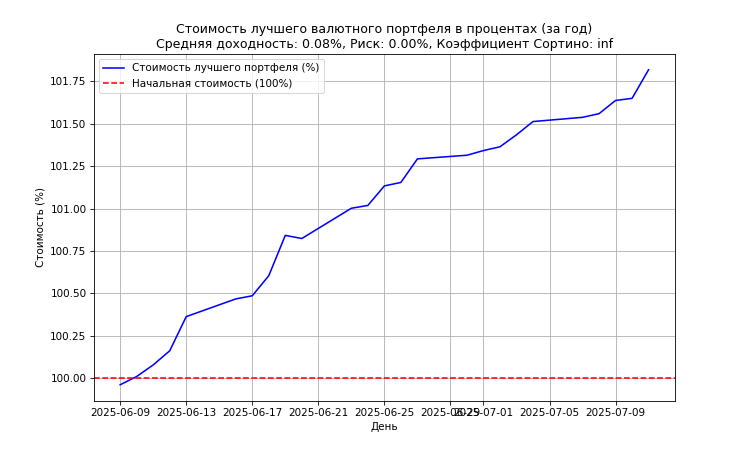 Стоимость лучшего валютного портфеля в процентах (за год)
Средняя доходность: 0.08%, Риск: 0.00%, Коэффициент Сортино: inf
Стоимость лучшего портфеля (%)
Начальная стоимость (100%)
Стоимость (%)
101.75
101.50
101.25
101.00
100.75
100.50
100.25
100.00
2025-06-09 2025-06-13 2025-06-17 2025-06-21 2025-06-25 2025-06-29 2025-07-01 2025-07-05 2025-07-09
День